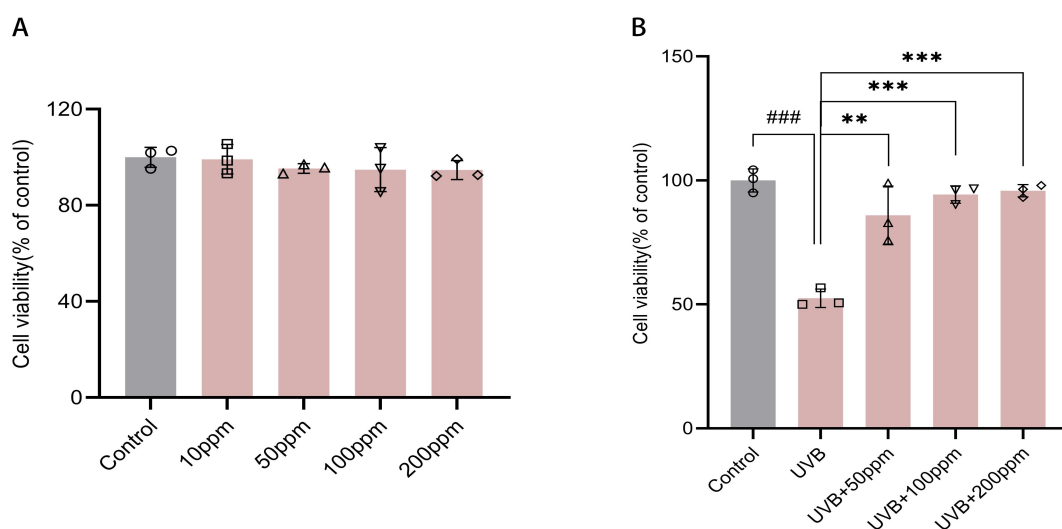 A
Cell viability(% of control)
120
80
40
0
Control
10ppm
50ppm
100ppm
200ppm
B
Cell viability(% of control)
150
100
50
0
***
***
###
**
Control
UVB
UVB+50ppm
UVB+100ppm
UVB+200ppm